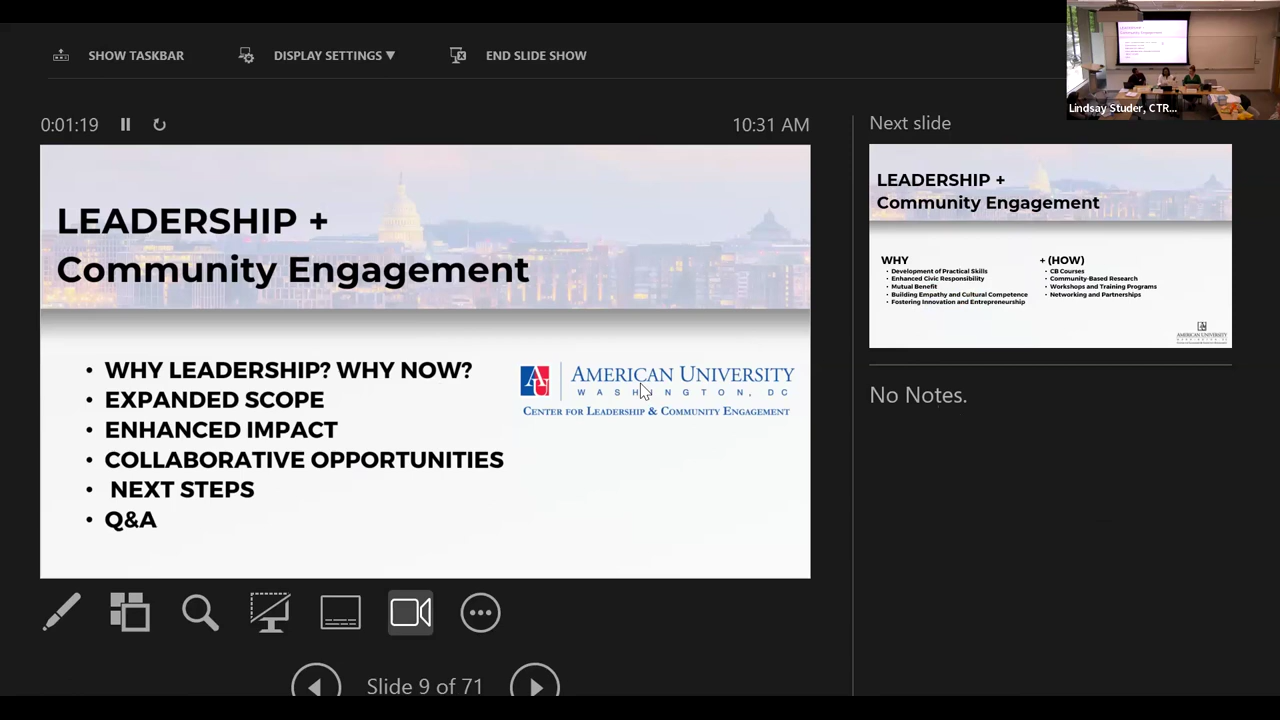 SHOW TASKBAR
DISPLAY SETTINGS ▼
END SLIDE SHOW
Lindsay Studer, CTR...
0:01:19
10:31 AM
LEADERSHIP +
Community Engagement
• WHY LEADERSHIP? WHY NOW?
• EXPANDED SCOPE
• ENHANCED IMPACT
• COLLABORATIVE OPPORTUNITIES
• NEXT STEPS
• Q&A
AU
AMERICAN UNIVERSITY
WASHINGTON, DC
CENTER FOR LEADERSHIP & COMMUNITY ENGAGEMENT
Slide 9 of 71
Next slide
LEADERSHIP +
Community Engagement
WHY
• Development of Practical Skills
• Enhanced Civic Responsibility
• Mutual Benefit
• Building Empathy and Cultural Competence
• Fostering Innovation and Entrepreneurship
+ (HOW)
• CB Courses
• Community-Based Research
• Workshops and Training Programs
• Networking and Partnerships
AMERICAN UNIVERSITY
No Notes.